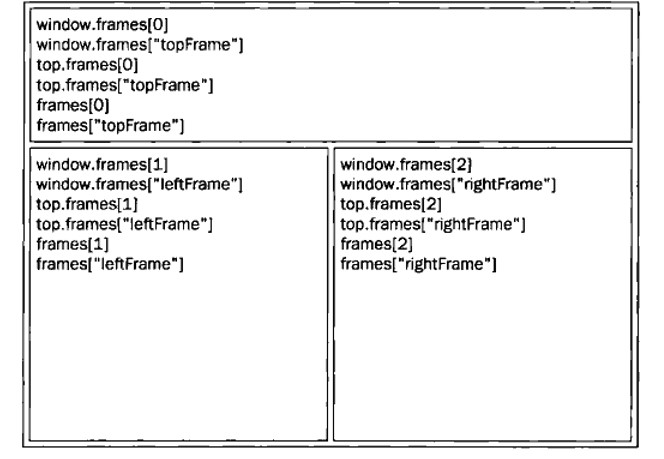 window.frames[0]
window.frames["topFrame"]
top.frames[0]
top.frames["topFrame"]
frames[0]
frames["topFrame"]
window.frames[1]
window.frames["leftFrame"]
top.frames[1]
top.frames["leftFrame"]
frames[1]
frames["leftFrame"]
window.frames[2]
window.frames["rightFrame"]
top.frames[2]
top.frames["rightFrame"]
frames[2]
frames["rightFrame"]